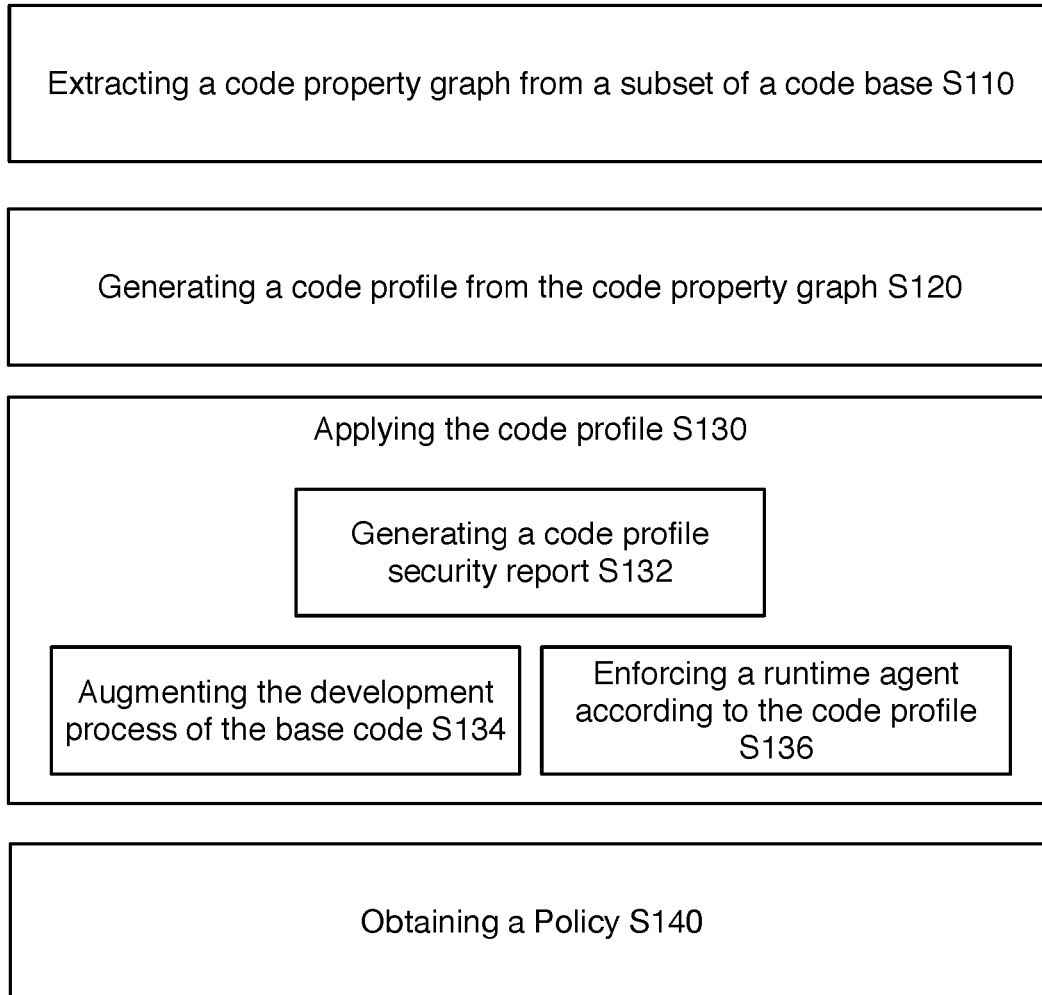 Extracting a code property graph from a subset of a code base S110
Generating a code profile from the code property graph S120
Applying the code profile S130
Generating a code profile
security report S132
Augmenting the development
process of the base code S134
Enforcing a runtime agent
according to the code profile
S136
Obtaining a Policy S140